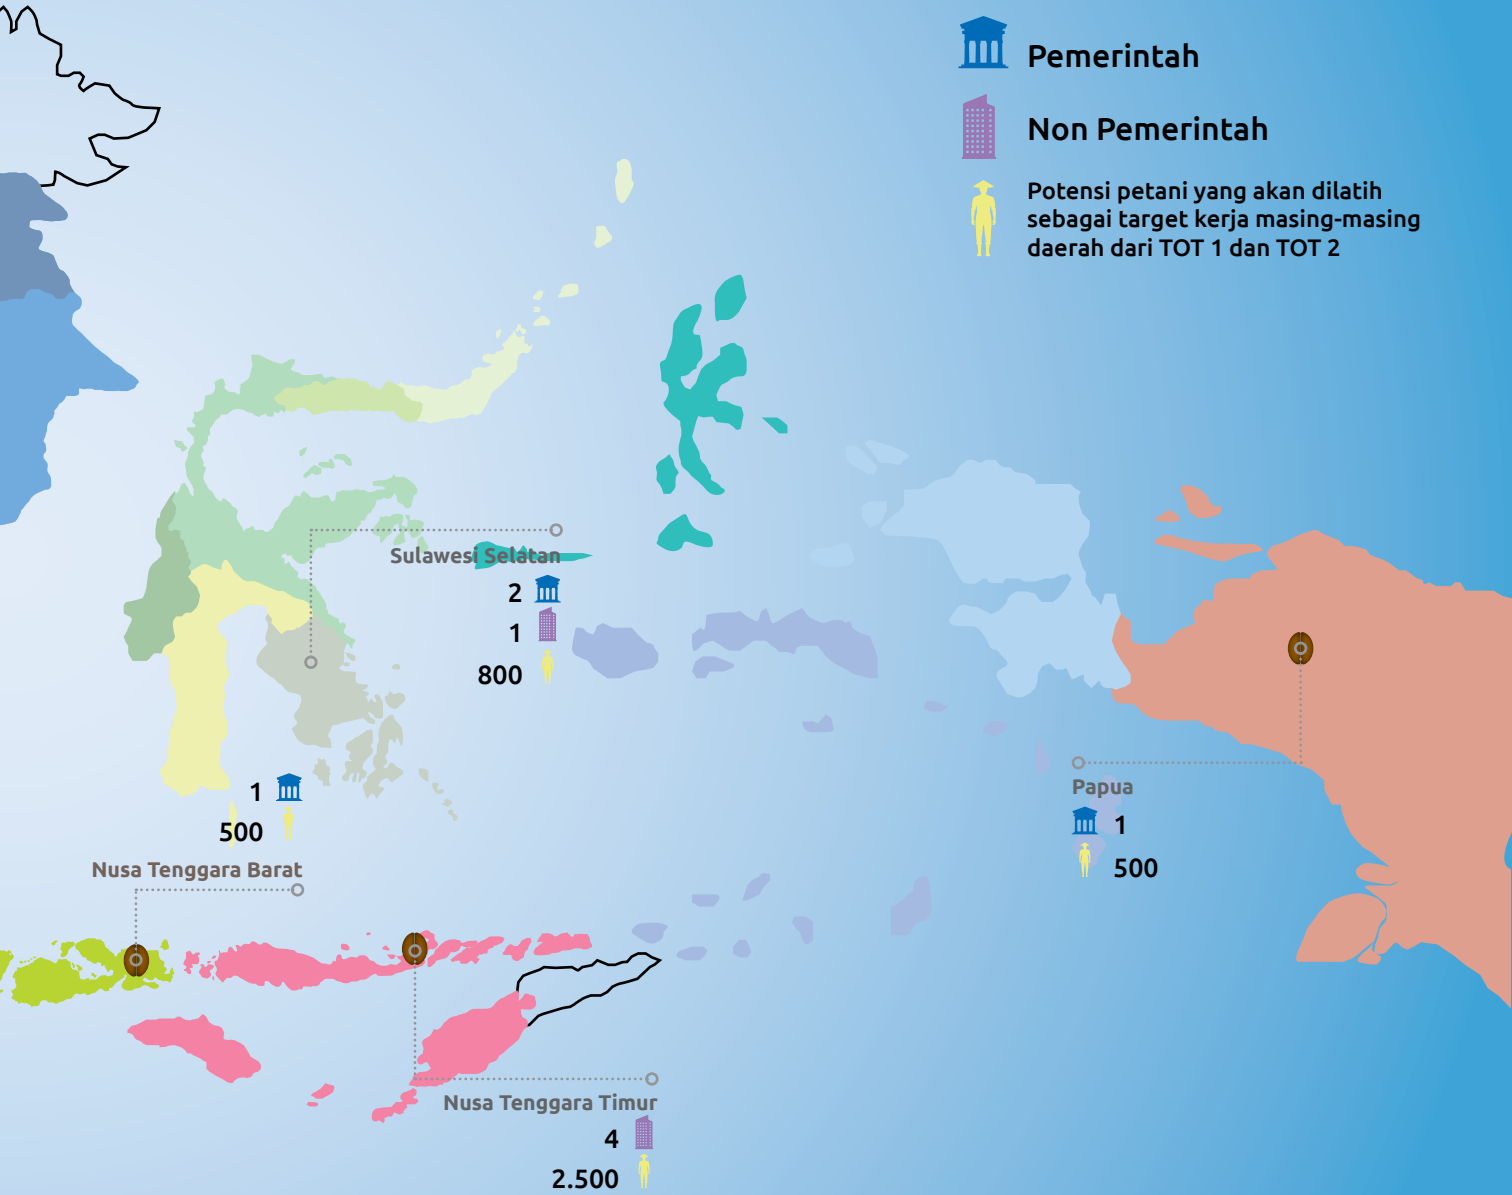 Pemerintah
Non Pemerintah
Potensi petani yang akan dilatih
sebagai target kerja masing-masing
daerah dari TOT 1 dan TOT 2
Sulawesi Selatan
2
1
800
1
500
Nusa Tenggara Barat
Papua
1
500
Nusa Tenggara Timur
4
2.500